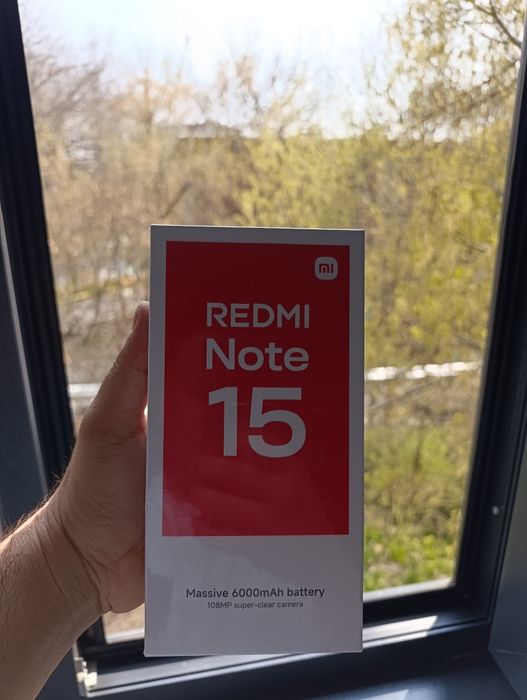 mi
REDMI
Note
15
Massive 6000mAh battery
108MP super-clear camera